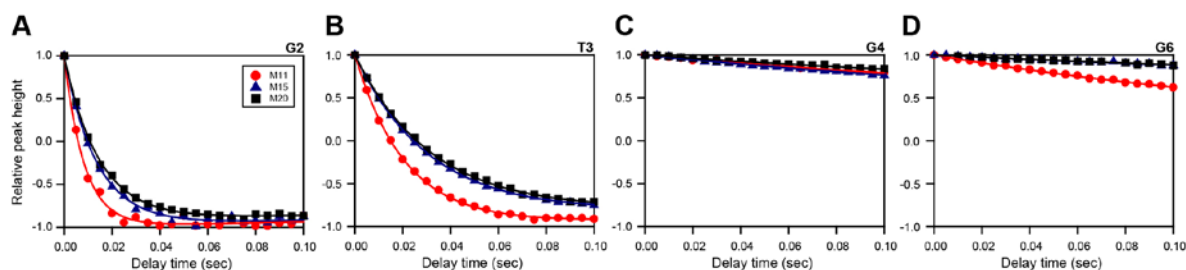 A B C D
G2 T3 G4 G6
1.0 1.0 1.0 1.0
M11
M15
M20
0.5 0.5 0.5 0.5
0.0 0.0 0.0 0.0
-0.5 -0.5 -0.5 -0.5
-1.0 -1.0 -1.0 -1.0
Relative peak height
0.00 0.02 0.04 0.06 0.08 0.10 0.00 0.02 0.04 0.06 0.08 0.10 0.00 0.02 0.04 0.06 0.08 0.10 0.00 0.02 0.04 0.06 0.08 0.10
Delay time (sec) Delay time (sec) Delay time (sec) Delay time (sec)